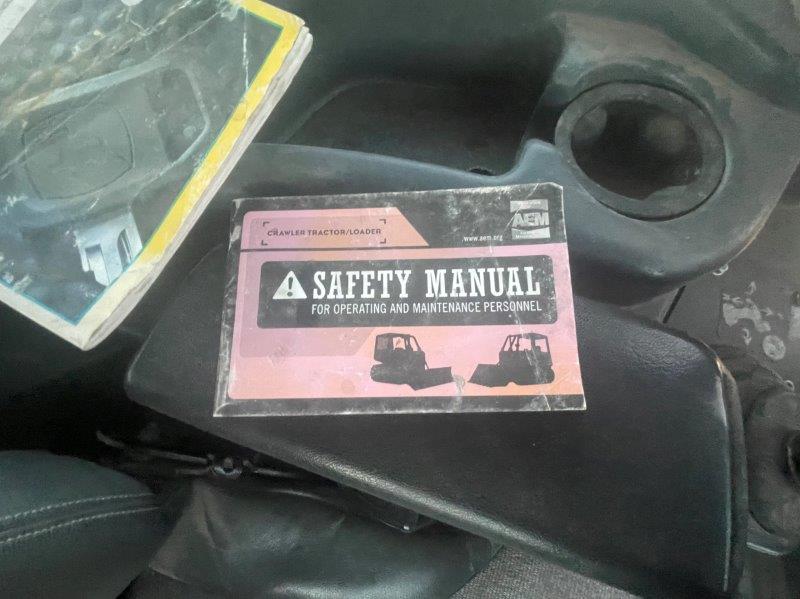 CRAWLER TRACTOR/LOADER
AEM
www.aem.org
SAFETY MANUAL
FOR OPERATING AND MAINTENANCE PERSONNEL